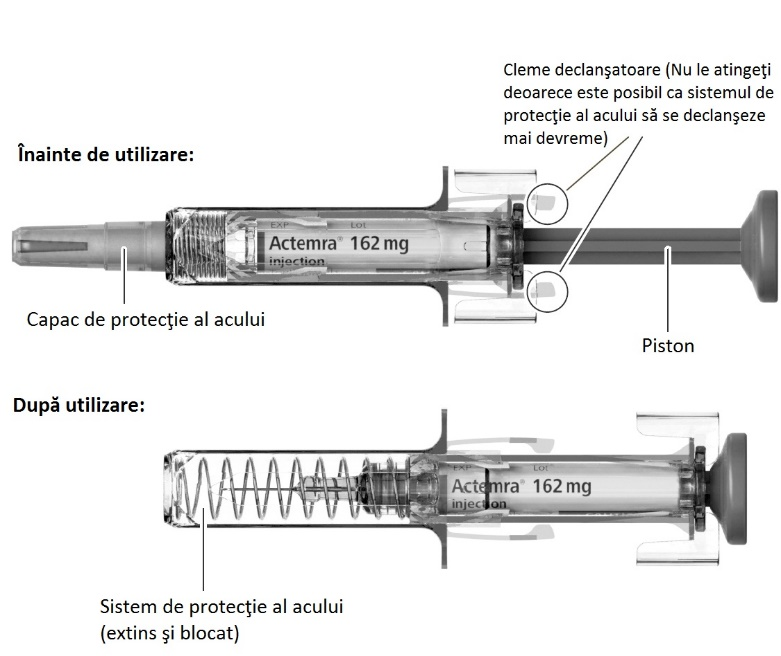 Cleme declanşatoare (Nu le atingeţi
deoarece este posibil ca sistemul de
protecţie al acului să se declanşeze
mai devreme)
Înainte de utilizare:
EXP Lot
Actemra® 162 mg
injection
Capac de protecţie al acului
Piston
După utilizare:
EXP Lot
Actemra® 162 mg
injection
Sistem de protecţie al acului
(extins şi blocat)